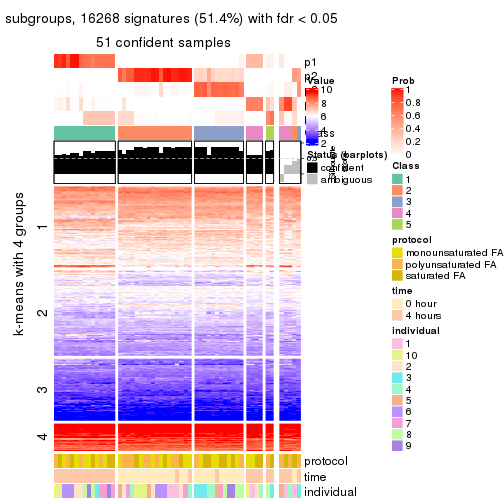 subgroups, 16268 signatures (51.4%) with fdr < 0.05
51 confident samples
p1
p2
Class
k-means with 4 groups
1
2
3
4
protocol
time
individual
Value
10
8
6
4
2
Status (barplots)
confident
ambiguous
Prob
1
0.8
0.6
0.4
0.2
0
Class
1
2
3
4
5
protocol
monounsaturated FA
polyunsaturated FA
saturated FA
time
0 hour
4 hours
individual
1
10
2
3
4
5
6
7
8
9